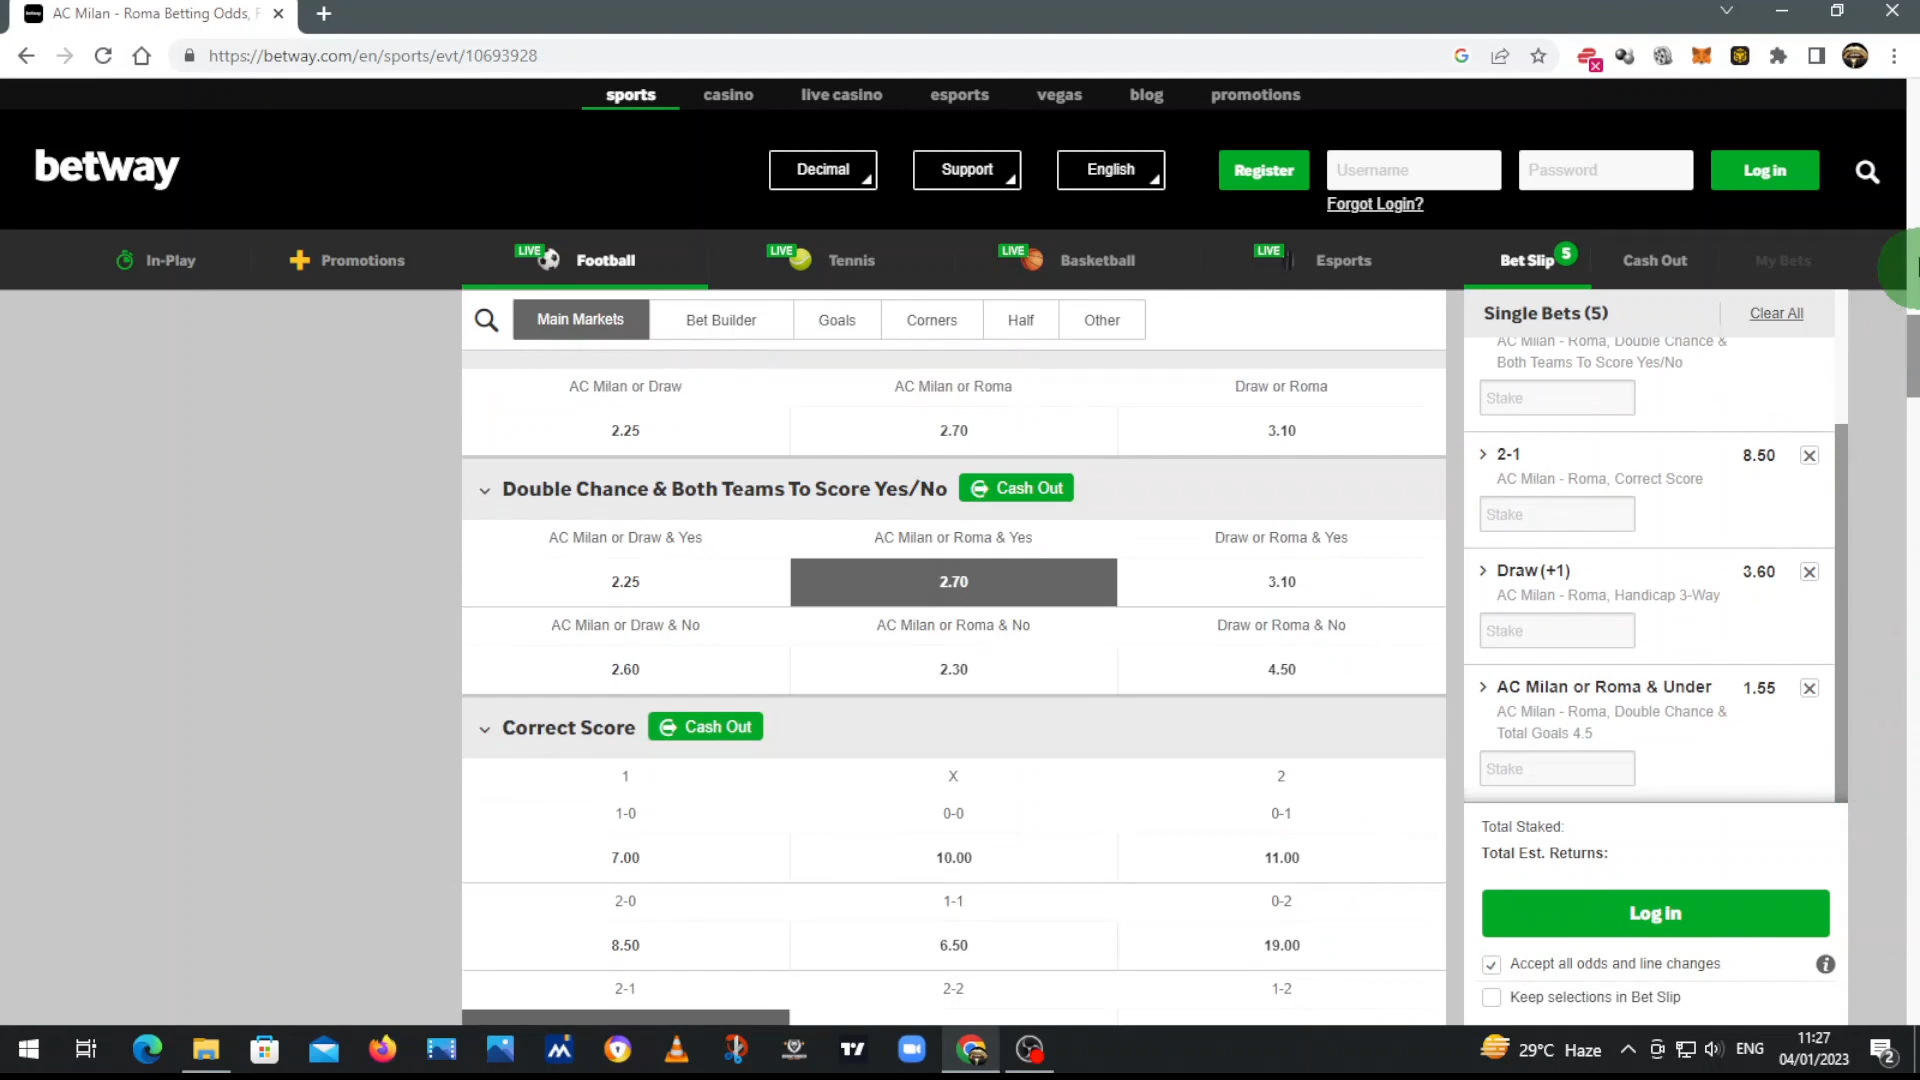 AC Milan - Roma Betting Odds, F
https://betway.com/en/sports/evt/10693928
sports casino live casino esports vegas blog promotions
betway
Decimal Support English Register Username Password Log in
Forgot Login?
In-Play Promotions LIVE Football LIVE Tennis LIVE Basketball LIVE Esports Bet Slip 5 Cash Out My Bets
Main Markets Bet Builder Goals Corners Half Other
AC Milan or Draw AC Milan or Roma Draw or Roma
2.25 2.70 3.10
Double Chance & Both Teams To Score Yes/No Cash Out
AC Milan or Draw & Yes AC Milan or Roma & Yes Draw or Roma & Yes
2.25 2.70 3.10
AC Milan or Draw & No AC Milan or Roma & No Draw or Roma & No
2.60 2.30 4.50
Correct Score Cash Out
1 X 2
1-0 0-0 0-1
7.00 10.00 11.00
2-0 1-1 0-2
8.50 6.50 19.00
2-1 2-2 1-2
Single Bets (5) Clear All
AC Milan - Roma, Double Chance &
Both Teams To Score Yes/No
Stake
2-1 8.50
AC Milan - Roma, Correct Score
Stake
Draw (+1) 3.60
AC Milan - Roma, Handicap 3-Way
Stake
AC Milan or Roma & Under 1.55
AC Milan - Roma, Double Chance &
Total Goals 4.5
Stake
Total Staked:
Total Est. Returns:
Log in
Accept all odds and line changes
Keep selections in Bet Slip
29°C Haze ENG 11:27
04/01/2023 2